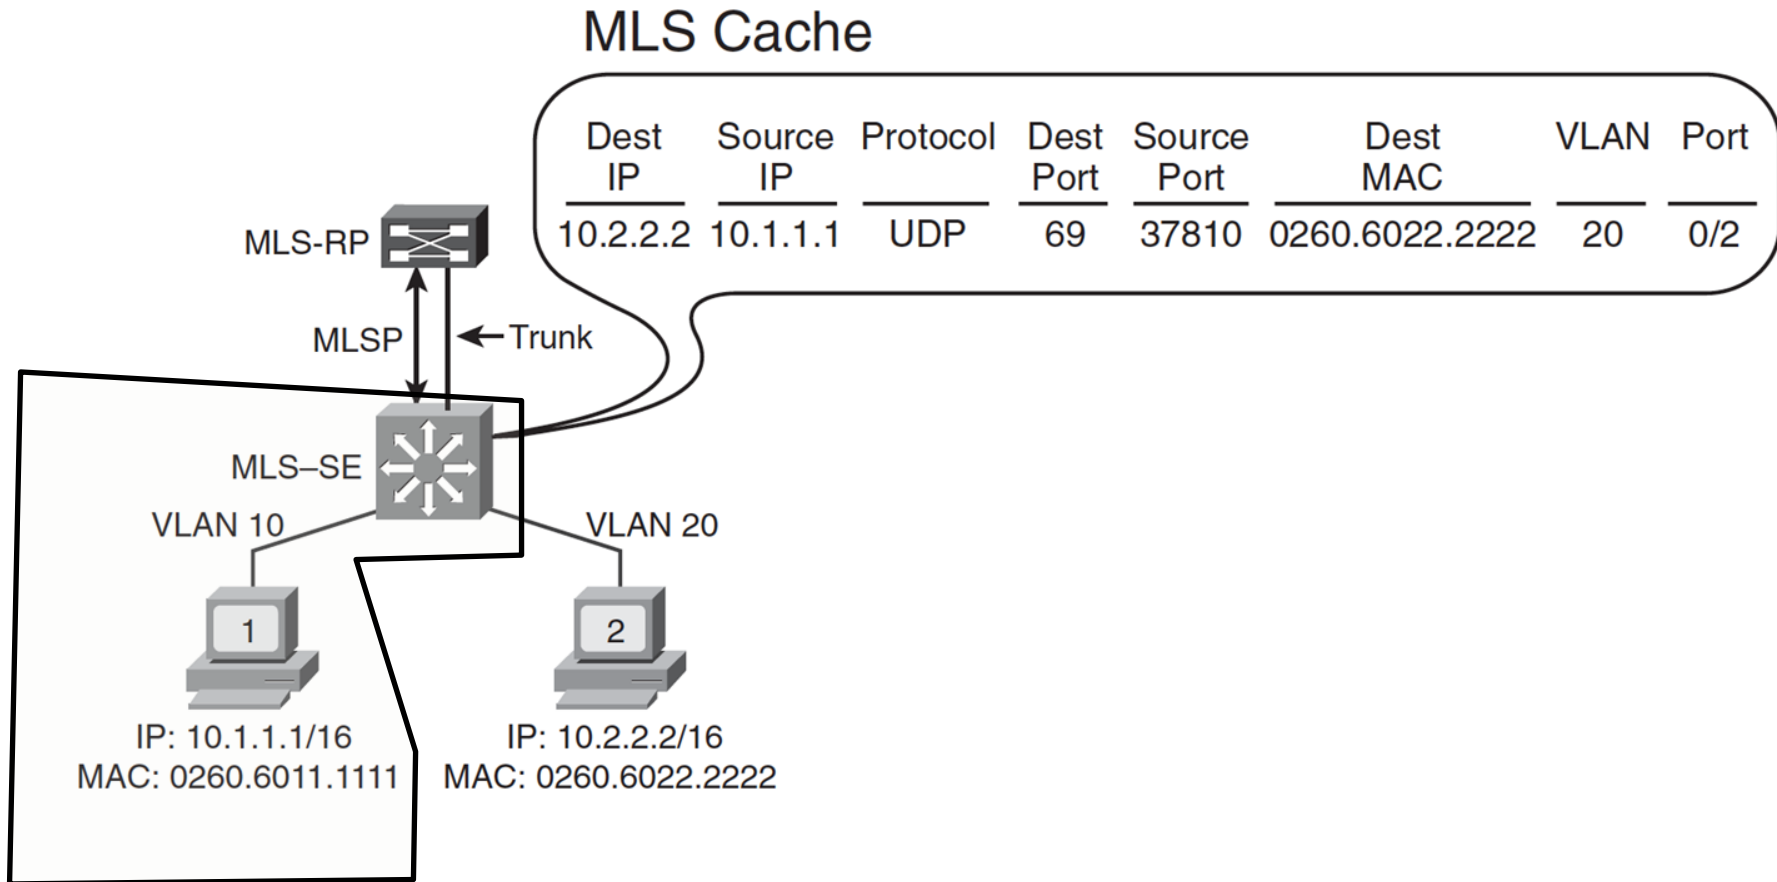 MLS Cache
Dest Source Protocol Dest Source Dest VLAN Port
IP IP Port Port MAC
10.2.2.2 10.1.1.1 UDP 69 37810 0260.6022.2222 20 0/2
MLS-RP
MLSP
Trunk
MLS–SE
VLAN 10
VLAN 20
1
2
IP: 10.1.1.1/16
MAC: 0260.6011.1111
IP: 10.2.2.2/16
MAC: 0260.6022.2222